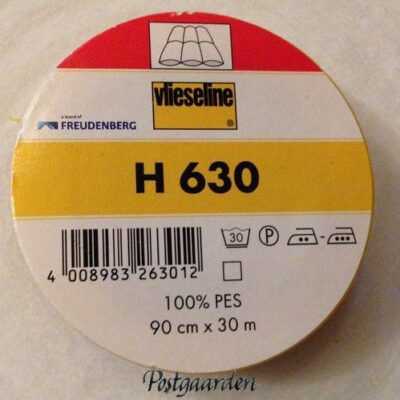 vlieseline
®
a brand of
FREUDENBERG
H 630
30 P
4 008983 263012
100% PES
90 cm x 30 m
Postgaarden